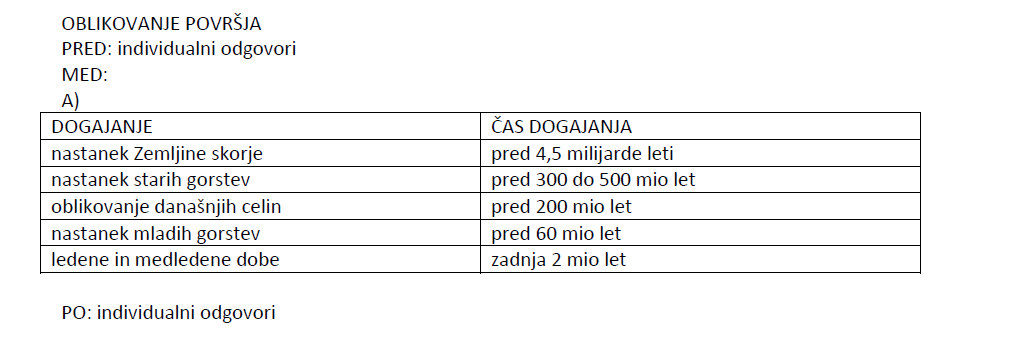 OBLIKOVANJE POVRŠJA
PRED: individualni odgovori
MED:
A)
DOGAJANJE ČAS DOGAJANJA
nastanek Zemljine skorje pred 4,5 milijarde leti
nastanek starih gorstev pred 300 do 500 mio let
oblikovanje današnjih celin pred 200 mio let
nastanek mladih gorstev pred 60 mio let
ledene in medledene dobe zadnja 2 mio let
PO: individualni odgovori